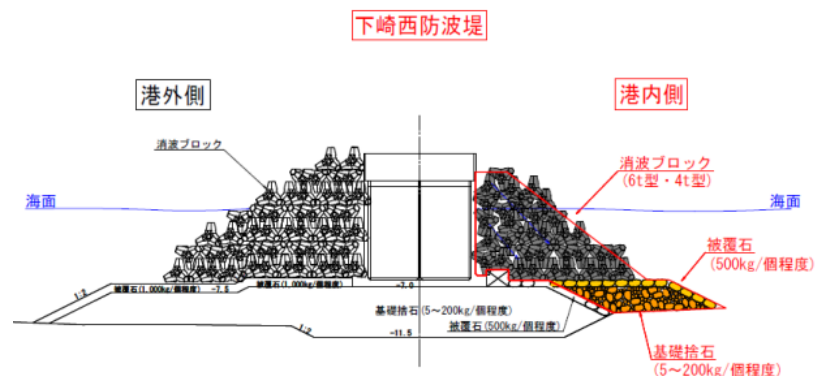 下崎西防波堤
港外側
港内側
消波ブロック
消波ブロック
(6t型・4t型)
海面
海面
被覆石
(500kg/個程度)
被覆石(1,000kg/個程度)
-7.5
被覆石(1,000kg/個程度)
-7.0
1:2
基礎捨石(5～200kg/個程度)
1:2
被覆石(500kg/個程度)
-11.5
基礎捨石
(5～200kg/個程度)